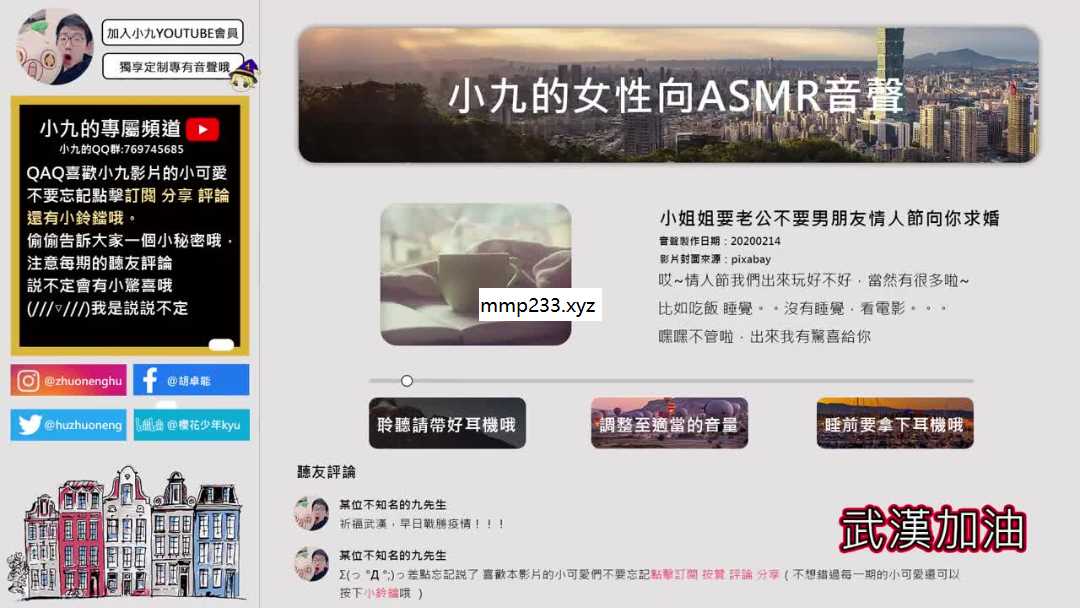 加入小九YOUTUBE會員
獨享定制專有音聲哦
小九的專屬頻道
小九的QQ群:769745685
QAQ喜歡小九影片的小可愛
不要忘記點擊訂閱 分享 評論
還有小鈴鐺哦。
偷偷告訴大家一個小秘密哦，
注意每期的聽友評論
説不定會有小驚喜哦
(///▽///)我是説説不定
@zhuonenghu
@胡卓能
@huzhuoneng
@櫻花少年kyu
小九的女性向ASMR音聲
mmp233.xyz
小姐姐要老公不要男朋友情人節向你求婚
音聲製作日期：20200214
影片封面來源：pixabay
哎~情人節我們出來玩好不好，當然有很多啦~
比如吃飯 睡覺。。沒有睡覺，看電影。。。
嘿嘿不管啦，出來我有驚喜給你
聆聽請帶好耳機哦
調整至適當的音量
睡前要拿下耳機哦
聽友評論
某位不知名的九先生
祈福武漢，早日戰勝疫情！！！
武漢加油
某位不知名的九先生
Σ(っ °Д °;)っ差點忘記説了 喜歡本影片的小可愛們不要忘記點擊訂閱 按贊 評論 分享（不想錯過每一期的小可愛還可以
按下小鈴鐺哦 ）